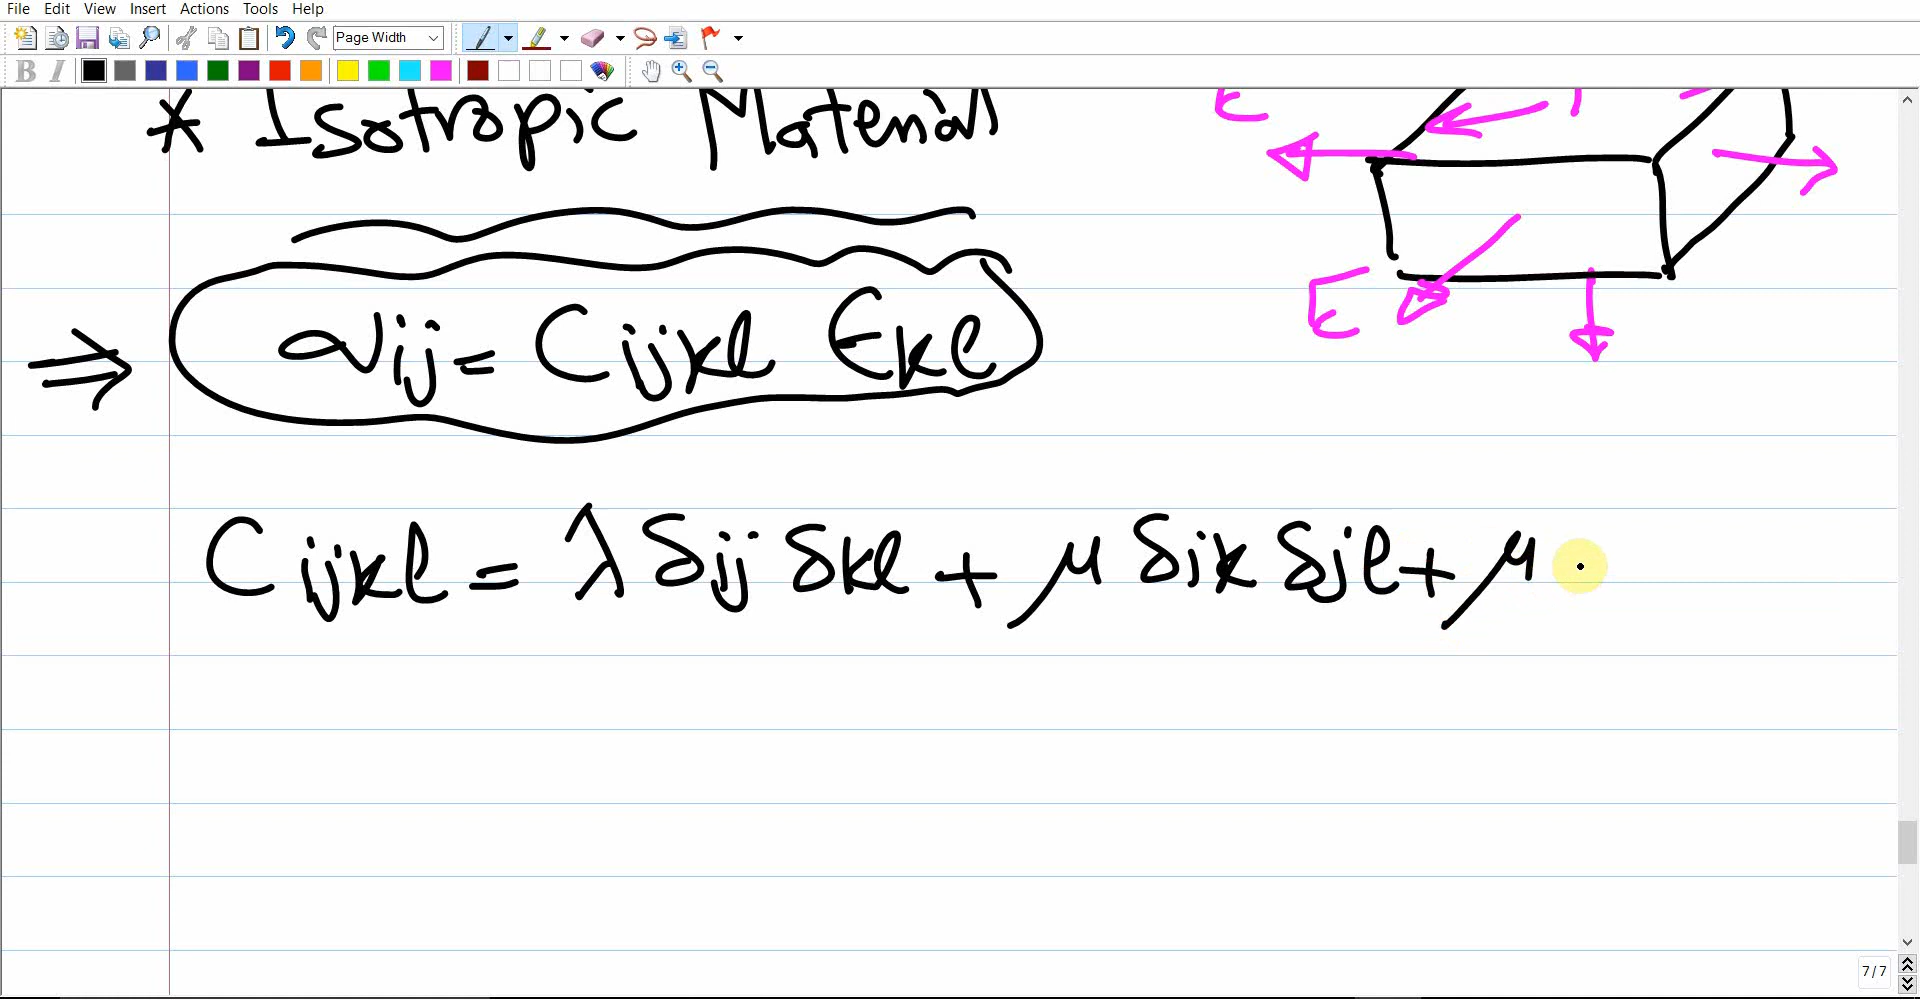 File Edit View Insert Actions Tools Help
Page Width
B I
* Isotropic Material
E
⇒ σij = Cijkl Ekl
E
Cijkl = λ δij δkl + μ δik δjl + μ
7/7